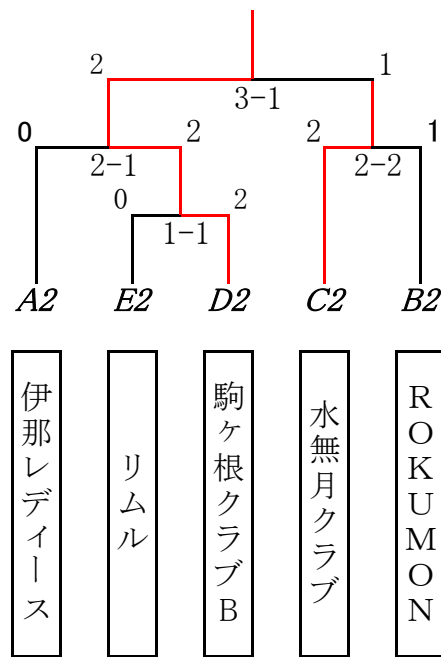 2
1
3-1
0
2
2
1
2-1
2-2
0
2
1-1
A2
E2
D2
C2
B2
伊那レディース
リムル
駒ヶ根クラブB
水無月クラブ
ROKUMON